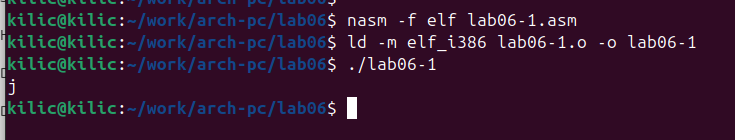 kilic@kilic:~/work/arch-pc/lab06$ nasm -f elf lab06-1.asm
kilic@kilic:~/work/arch-pc/lab06$ ld -m elf_i386 lab06-1.o -o lab06-1
kilic@kilic:~/work/arch-pc/lab06$ ./lab06-1
j
kilic@kilic:~/work/arch-pc/lab06$